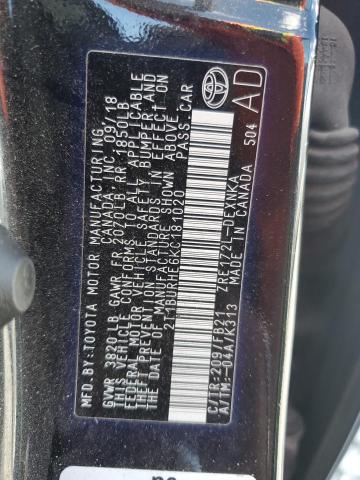 MFD.BY:TOYOTA MOTOR MANUFACTURING
CANADA, INC. 09/18
GVWR 3820LB GAWR FR 2070LB RR 1850LB
THIS VEHICLE CONFORMS TO ALL APPLICABLE
FEDERAL MOTOR VEHICLE SAFETY, BUMPER AND
THEFT PREVENTION STANDARDS IN EFFECT ON
THE DATE OF MANUFACTURE SHOWN ABOVE.
2T1BURHE6KC181020 PASS.CAR
C/TR:209/FB21
A/TM:-04A/K313
ZRE172L-DEXNKA
MADE IN CANADA
504
AD